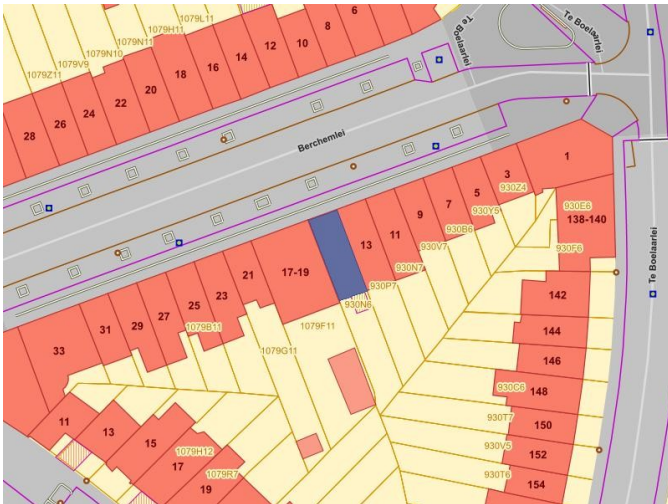 1079L11
1079H11
1079N11
1079N10
1079V9
1079Z11
6
8
10
12
14
16
18
20
22
24
26
28
Te Boelaarlei
Te Boelaarlei
Berchemlei
1
3
5
7
9
11
13
17-19
21
23
25
27
29
31
33
930Z4
930Y5
930B6
930V7
930N7
930P7
930N6
1079F11
1079G11
1079B11
930E6
138-140
930F6
Te Boelaarlei
142
144
146
930C6
148
930T7
150
930V5
152
930T6
154
11
13
15
17
19
1079H12
1079R7